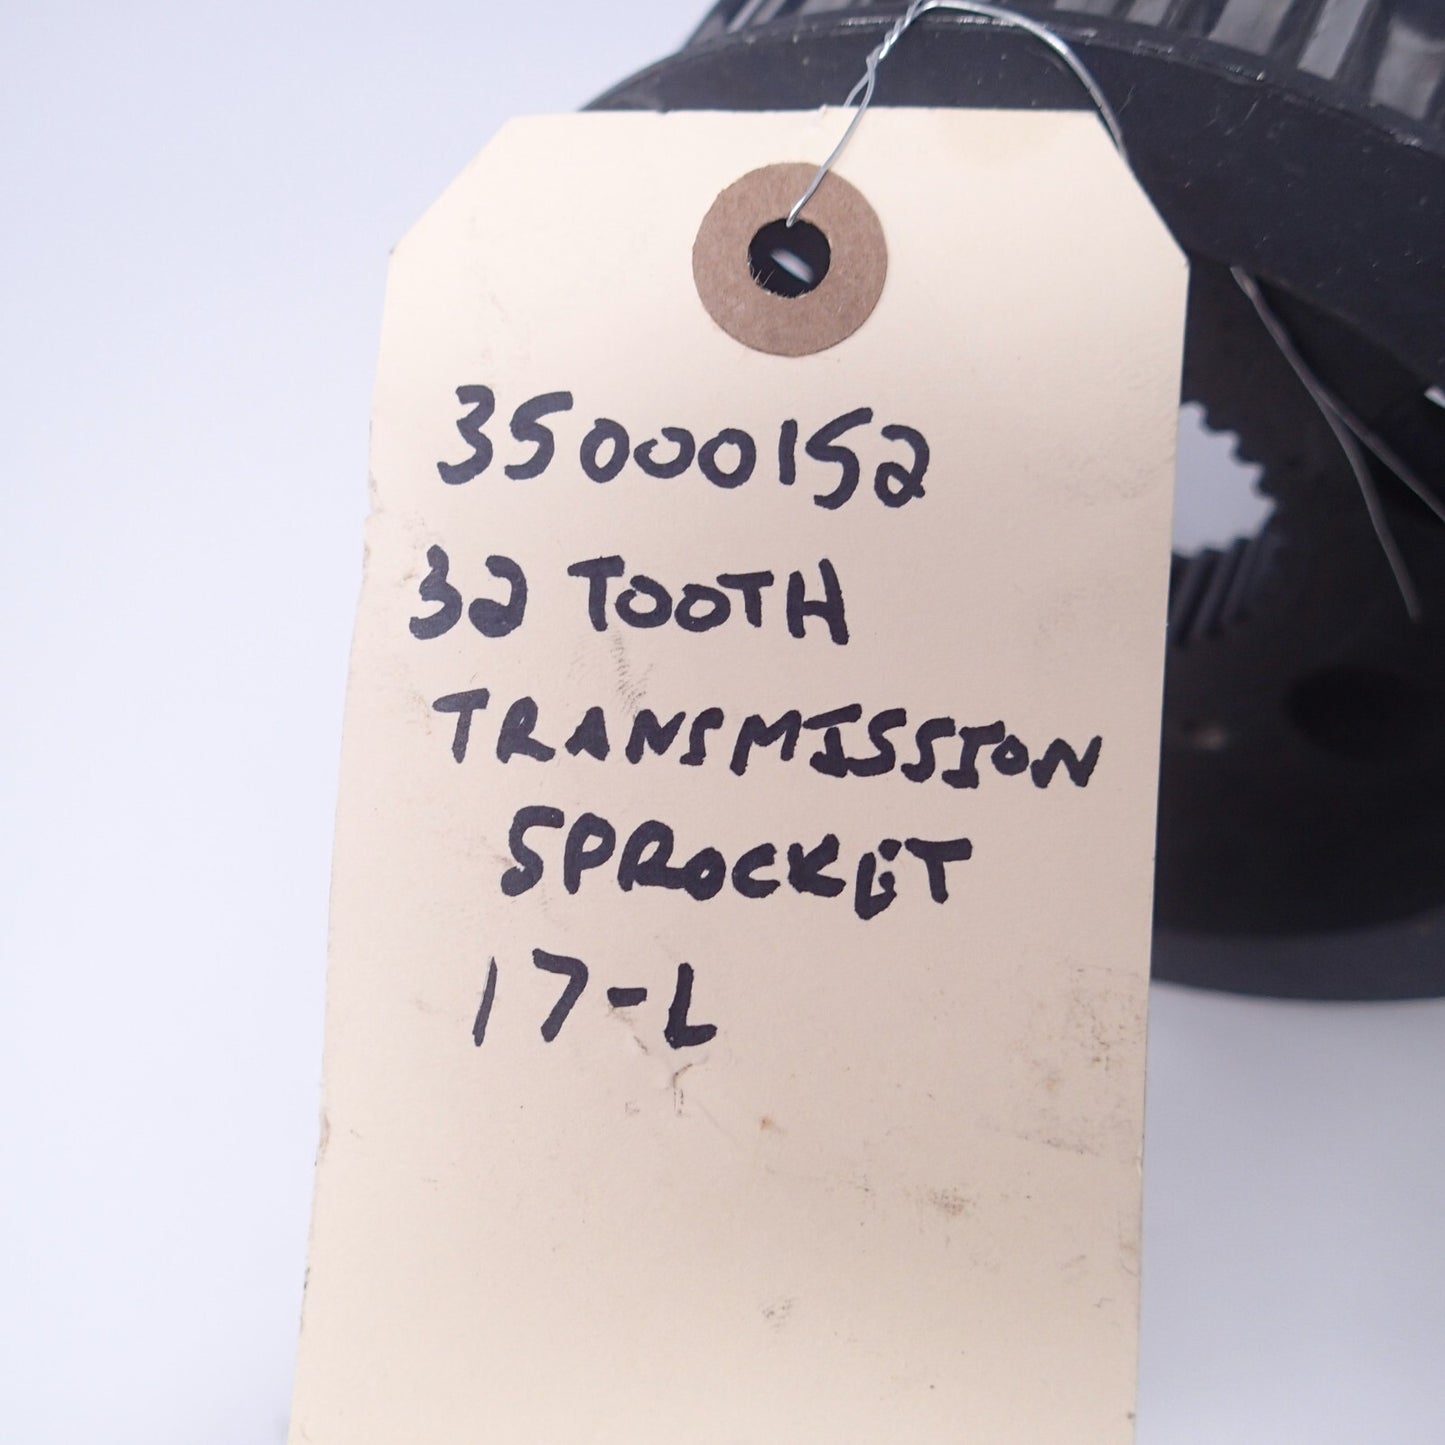 35000152
32 TOOTH
TRANSMISSION
SPROCKET
17-L